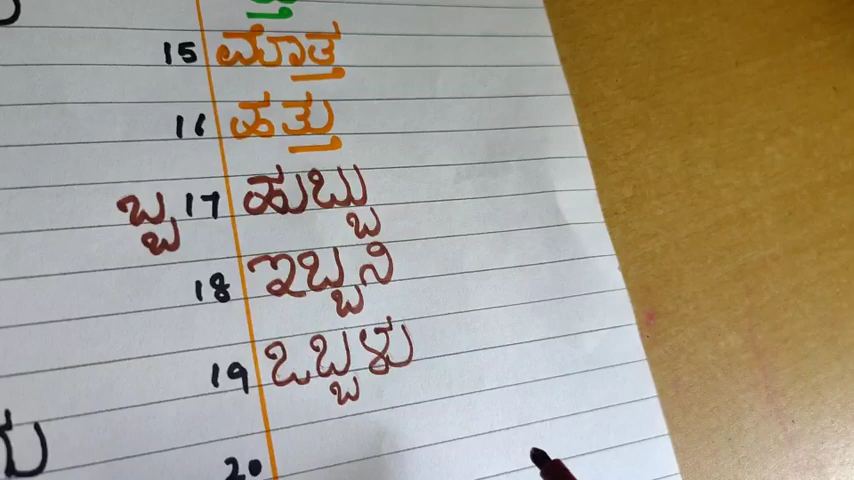 15 ಮಾತ್ತ
16 ಹತ್ತು
ಬ್ಬ 17 ಹುಬ್ಬು
18 ಇಬ್ಬನಿ
19 ಒಬ್ಬಳು
20